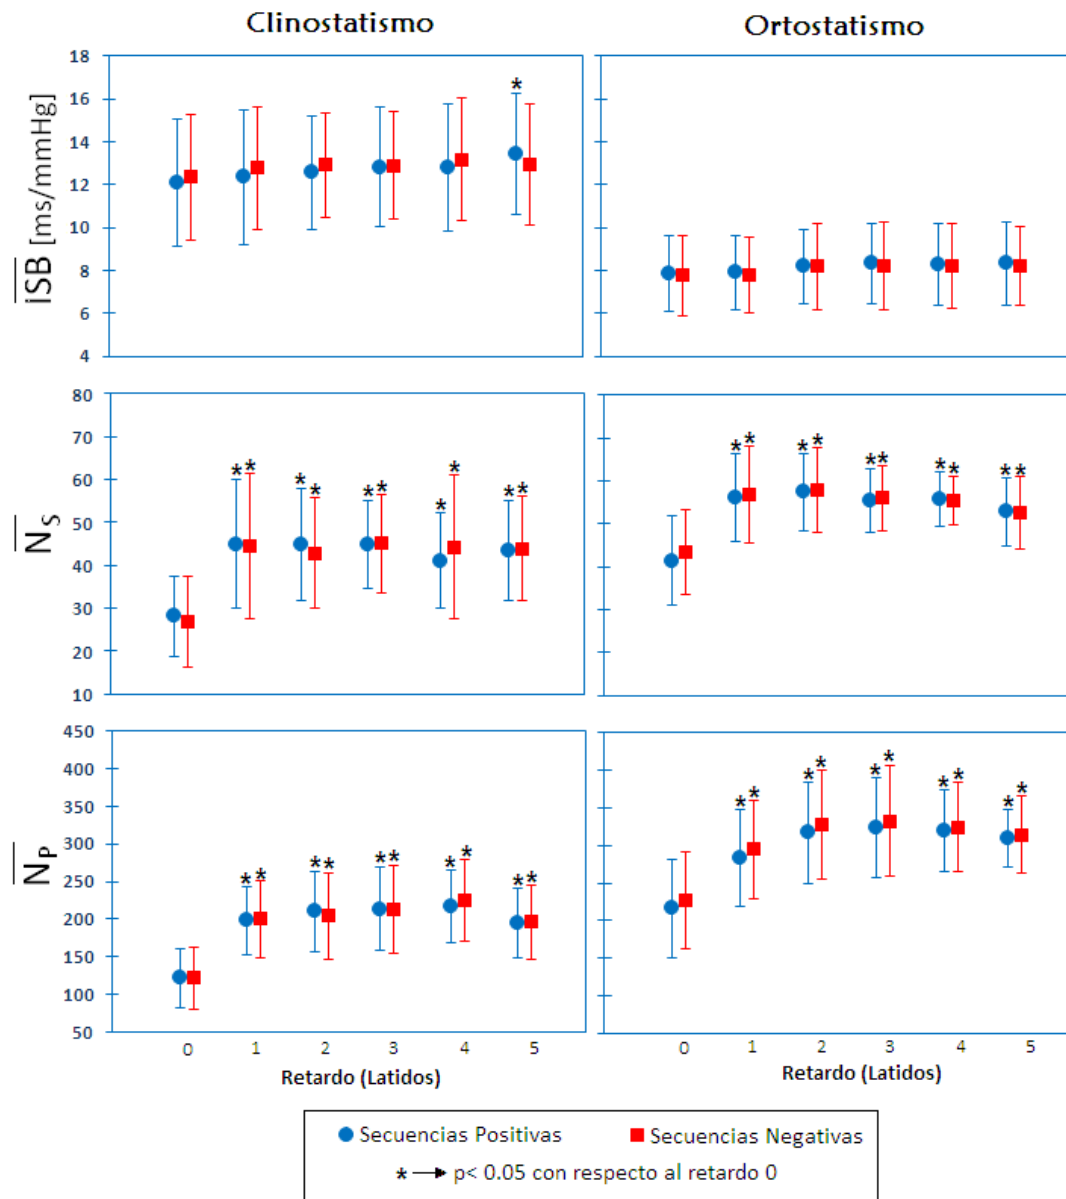 Clinostatismo
Ortostatismo
iSB [ms/mmHg]
18
16
14
12
10
8
6
4
*
N_S
80
70
60
50
40
30
20
10
* * * * * * * * * *
* * * * * * * * * *
N_P
450
400
350
300
250
200
150
100
50
* * * * * * * * * *
* * * * * * * * * *
0 1 2 3 4 5
0 1 2 3 4 5
Retardo (Latidos)
Retardo (Latidos)
Secuencias Positivas
Secuencias Negativas
* → p< 0.05 con respecto al retardo 0